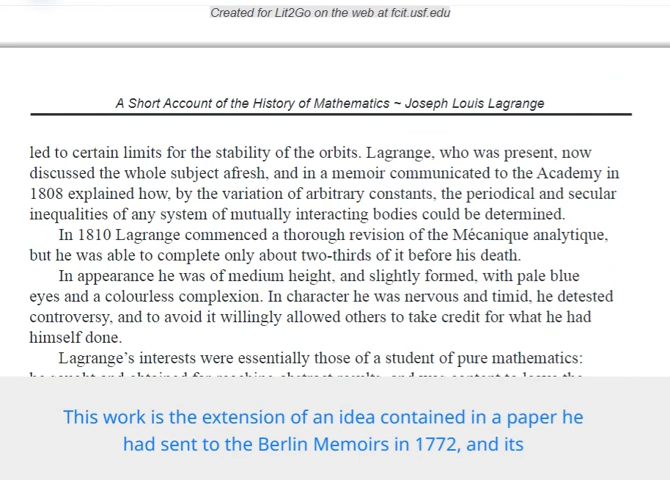 Created for Lit2Go on the web at fcit.usf.edu
A Short Account of the History of Mathematics ~ Joseph Louis Lagrange
led to certain limits for the stability of the orbits. Lagrange, who was present, now
discussed the whole subject afresh, and in a memoir communicated to the Academy in
1808 explained how, by the variation of arbitrary constants, the periodical and secular
inequalities of any system of mutually interacting bodies could be determined.
In 1810 Lagrange commenced a thorough revision of the Mécanique analytique,
but he was able to complete only about two-thirds of it before his death.
In appearance he was of medium height, and slightly formed, with pale blue
eyes and a colourless complexion. In character he was nervous and timid, he detested
controversy, and to avoid it willingly allowed others to take credit for what he had
himself done.
Lagrange’s interests were essentially those of a student of pure mathematics:
This work is the extension of an idea contained in a paper he
had sent to the Berlin Memoirs in 1772, and its